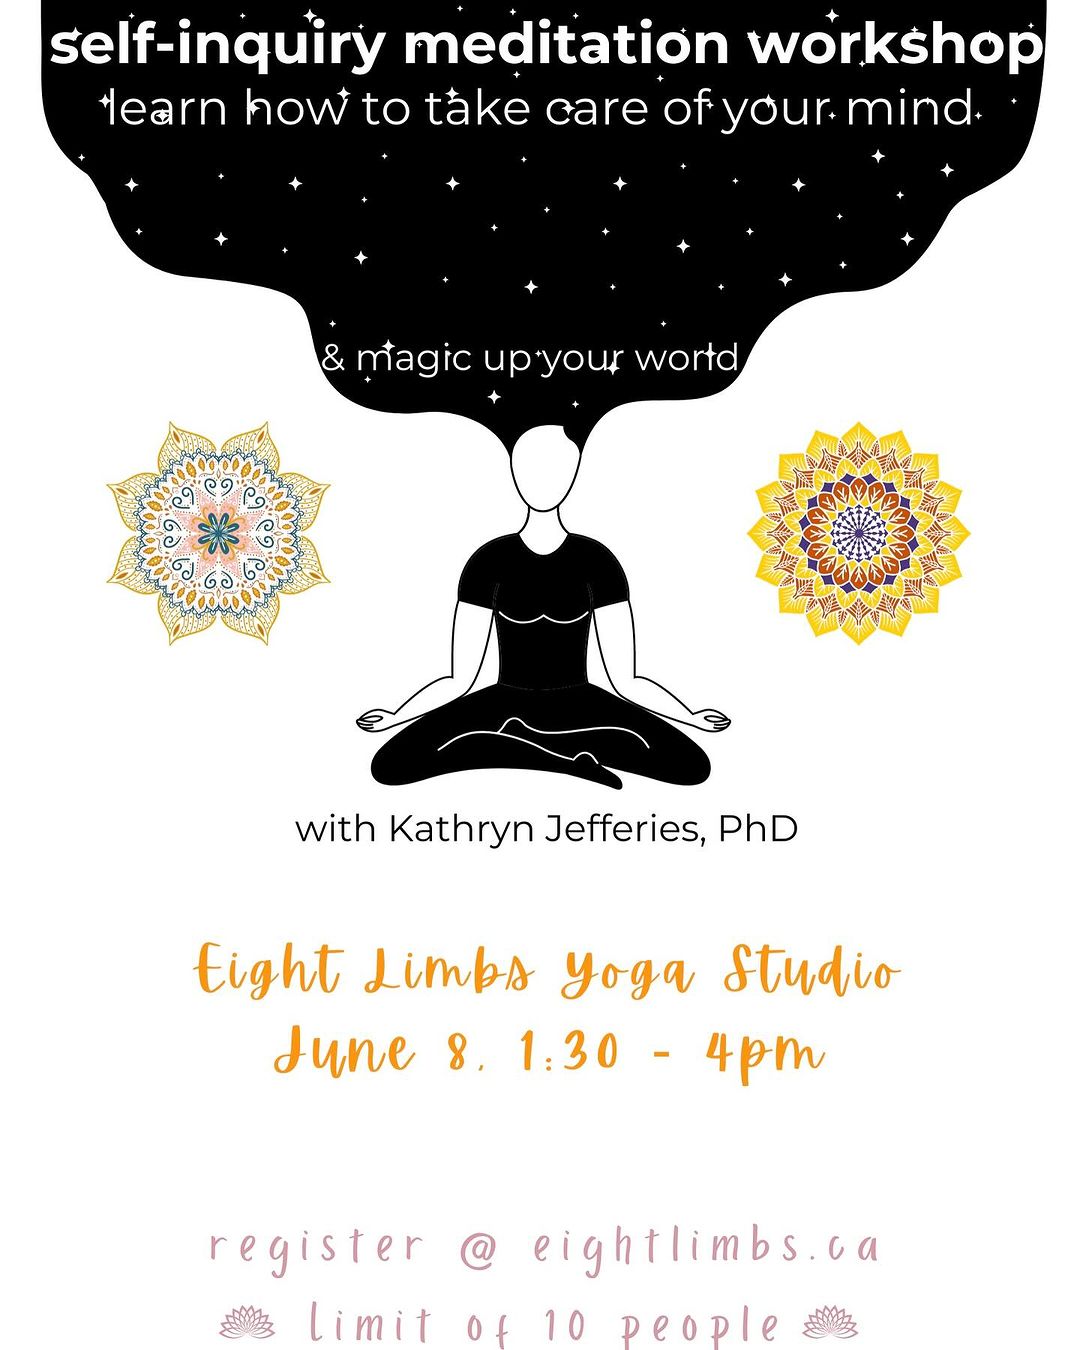 self-inquiry meditation workshop
learn how to take care of your mind
& magic up your world
with Kathryn Jefferies, PhD
Eight Limbs Yoga Studio
June 8, 1:30 - 4pm
register @ eightlimbs.ca
limit of 10 people